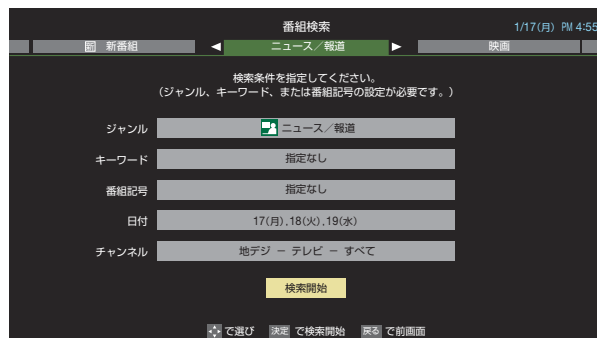 番組検索 1/17(月) PM 4:55
新番組 ◀ ニュース／報道 ▶ 映画
検索条件を指定してください。
(ジャンル、キーワード、または番組記号の設定が必要です。)
ジャンル ニュース／報道
キーワード 指定なし
番組記号 指定なし
日付 17(月),18(火),19(水)
チャンネル 地デジ － テレビ － すべて
検索開始
で選び 決定 で検索開始 戻る で前画面